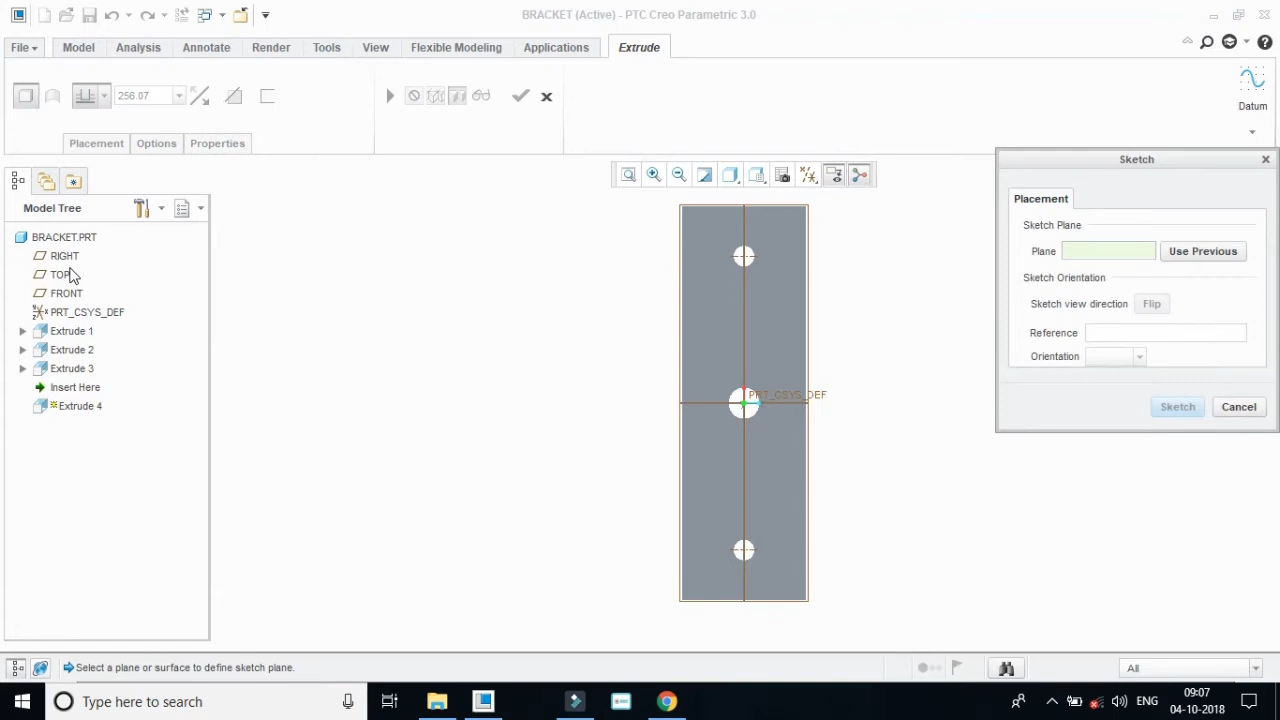 BRACKET (Active) - PTC Creo Parametric 3.0
File
Model
Analysis
Annotate
Render
Tools
View
Flexible Modeling
Applications
Extrude
256.07
Datum
Placement
Options
Properties
Model Tree
BRACKET.PRT
RIGHT
TOP
FRONT
PRT_CSYS_DEF
Extrude 1
Extrude 2
Extrude 3
Insert Here
Extrude 4
PRT_CSYS_DEF
Sketch
Placement
Sketch Plane
Plane
Use Previous
Sketch Orientation
Sketch view direction
Flip
Reference
Orientation
Sketch
Cancel
Select a plane or surface to define sketch plane.
All
Type here to search
ENG
09:07
04-10-2018